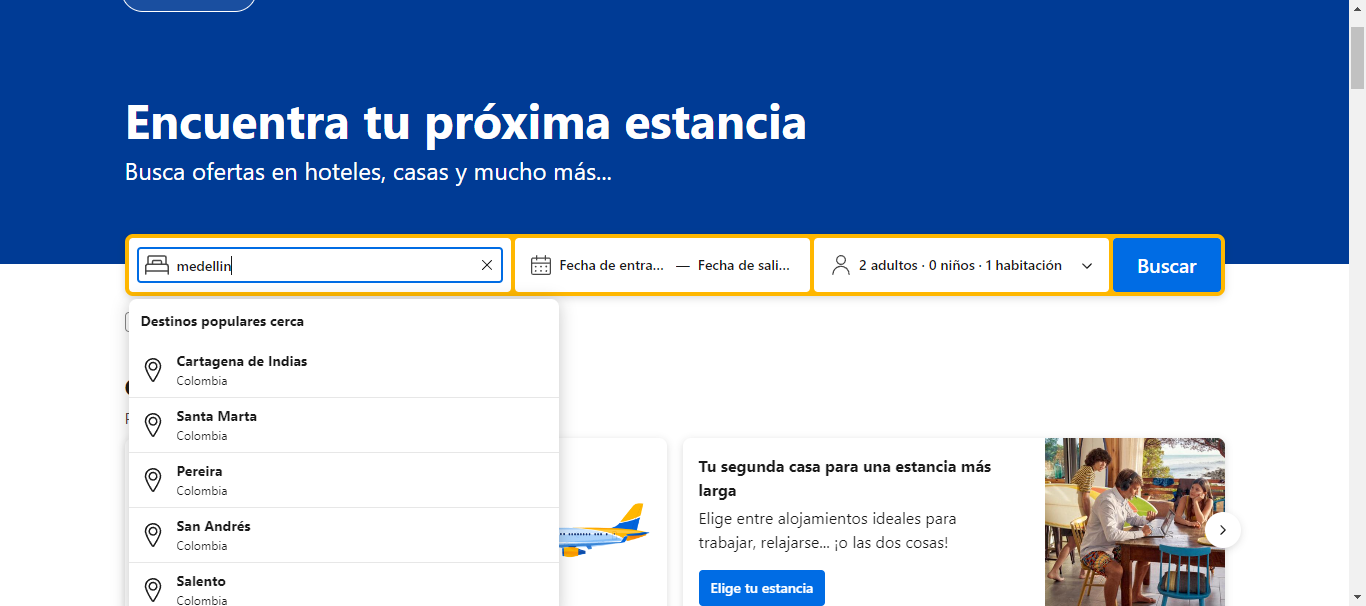 Encuentra tu próxima estancia
Busca ofertas en hoteles, casas y mucho más...
medellin
Fecha de entra... — Fecha de sali...
2 adultos · 0 niños · 1 habitación
Buscar
Destinos populares cerca
Cartagena de Indias
Colombia
Santa Marta
Colombia
Pereira
Colombia
San Andrés
Colombia
Salento
Colombia
Tu segunda casa para una estancia más
larga
Elige entre alojamientos ideales para
trabajar, relajarse... ¡o las dos cosas!
Elige tu estancia